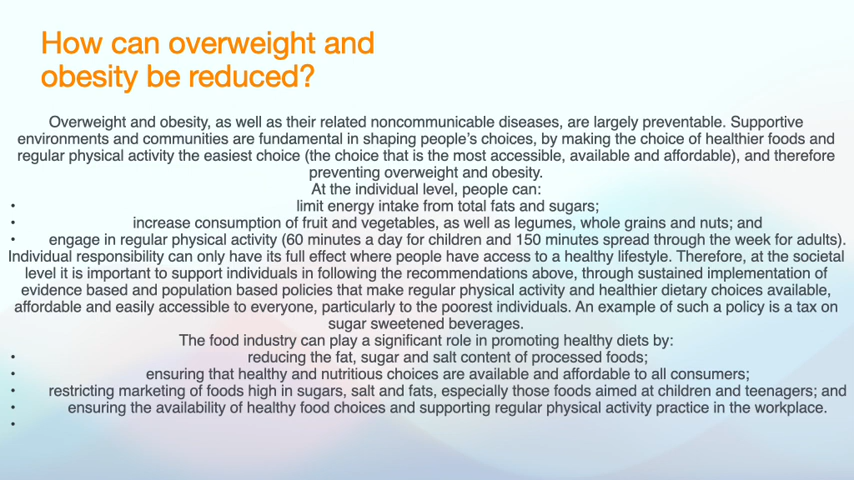 How can overweight and
obesity be reduced?
Overweight and obesity, as well as their related noncommunicable diseases, are largely preventable. Supportive
environments and communities are fundamental in shaping people's choices, by making the choice of healthier foods and
regular physical activity the easiest choice (the choice that is the most accessible, available and affordable), and therefore
preventing overweight and obesity.
At the individual level, people can:
• limit energy intake from total fats and sugars;
• increase consumption of fruit and vegetables, as well as legumes, whole grains and nuts; and
• engage in regular physical activity (60 minutes a day for children and 150 minutes spread through the week for adults).
Individual responsibility can only have its full effect where people have access to a healthy lifestyle. Therefore, at the societal
level it is important to support individuals in following the recommendations above, through sustained implementation of
evidence based and population based policies that make regular physical activity and healthier dietary choices available,
affordable and easily accessible to everyone, particularly to the poorest individuals. An example of such a policy is a tax on
sugar sweetened beverages.
The food industry can play a significant role in promoting healthy diets by:
• reducing the fat, sugar and salt content of processed foods;
• ensuring that healthy and nutritious choices are available and affordable to all consumers;
• restricting marketing of foods high in sugars, salt and fats, especially those foods aimed at children and teenagers; and
• ensuring the availability of healthy food choices and supporting regular physical activity practice in the workplace.
•